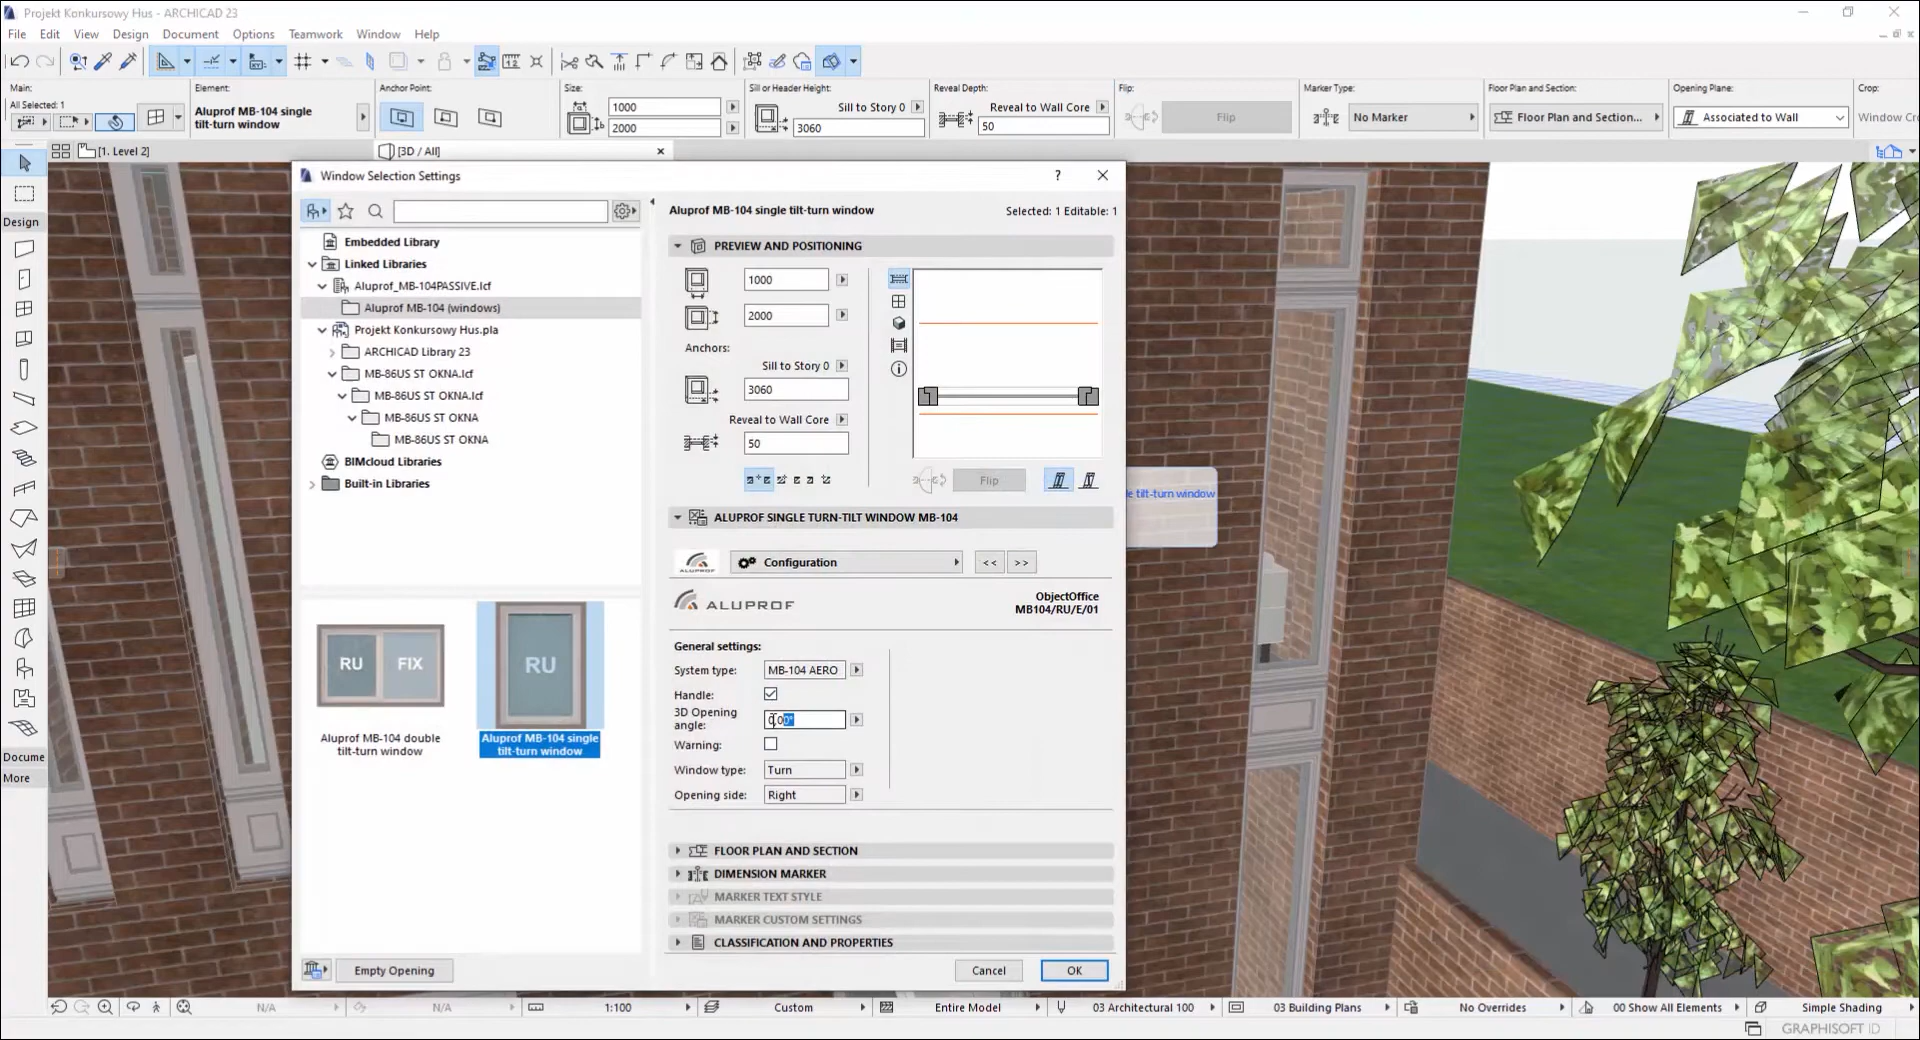 Projekt Konkursowy Hus - ARCHICAD 23
File Edit View Design Document Options Teamwork Window Help
Main:
All Selected: 1
Element:
Aluprof MB-104 single
tilt-turn window
Anchor Point:
Size:
1000
2000
Sill or Header Height:
Sill to Story 0
3060
Reveal Depth:
Reveal to Wall Core
50
Flip:
Flip
Marker Type:
No Marker
Floor Plan and Section:
Floor Plan and Section...
Opening Plane:
Associated to Wall
Crop:
Window Cr
[1. Level 2]
[3D / All]
Design
Docume
More
Window Selection Settings
?
Embedded Library
Linked Libraries
Aluprof_MB-104PASSIVE.lcf
Aluprof MB-104 (windows)
Projekt Konkursowy Hus.pla
ARCHICAD Library 23
MB-86US ST OKNA.lcf
MB-86US ST OKNA.lcf
MB-86US ST OKNA
MB-86US ST OKNA
BIMcloud Libraries
Built-in Libraries
RU FIX
Aluprof MB-104 double
tilt-turn window
RU
Aluprof MB-104 single
tilt-turn window
Empty Opening
Aluprof MB-104 single tilt-turn window
Selected: 1 Editable: 1
PREVIEW AND POSITIONING
1000
2000
Anchors:
Sill to Story 0
3060
Reveal to Wall Core
50
Flip
e tilt-turn window
ALUPROF SINGLE TURN-TILT WINDOW MB-104
ALUPROF
Configuration
<< >>
ALUPROF
ObjectOffice
MB104/RU/E/01
General settings:
System type: MB-104 AERO
Handle:
3D Opening
angle:
0,00°
Warning:
Window type: Turn
Opening side: Right
FLOOR PLAN AND SECTION
DIMENSION MARKER
MARKER TEXT STYLE
MARKER CUSTOM SETTINGS
CLASSIFICATION AND PROPERTIES
Cancel OK
N/A N/A 1:100 Custom Entire Model 03 Architectural 100 03 Building Plans No Overrides 00 Show All Elements Simple Shading
GRAPHISOFT ID